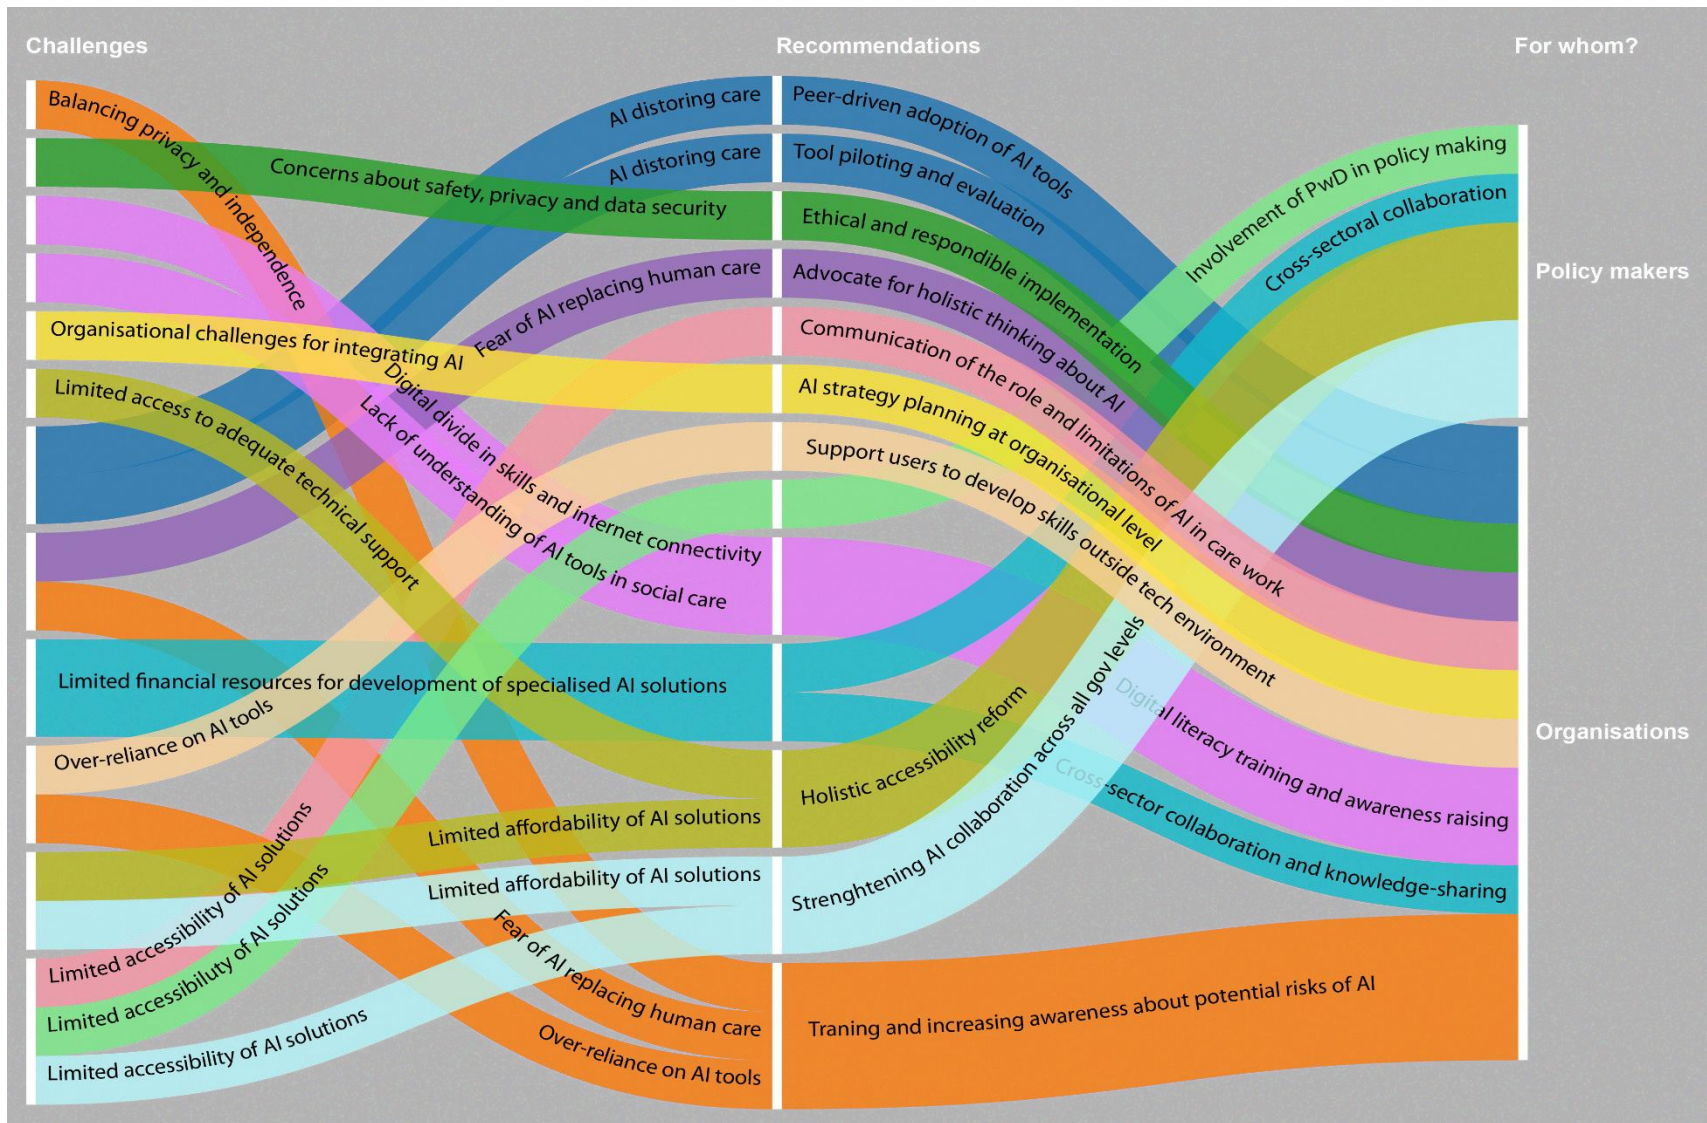 Challenges
Recommendations
For whom?
Balancing privacy and independence
Concerns about safety, privacy and data security
Digital divide in skills and internet connectivity
Lack of understanding of AI tools in social care
Organisational challenges for integrating AI
Limited access to adequate technical support
AI distoring care
AI distoring care
Fear of AI replacing human care
Limited financial resources for development of specialised AI solutions
Over-reliance on AI tools
Limited affordability of AI solutions
Limited affordability of AI solutions
Limited accessibility of AI solutions
Limited accessibiluty of AI solutions
Limited accessibility of AI solutions
Fear of AI replacing human care
Over-reliance on AI tools
Peer-driven adoption of AI tools
Tool piloting and evaluation
Ethical and respondible implementation
Advocate for holistic thinking about AI
Communication of the role and limitations of AI in care work
AI strategy planning at organisational level
Support users to develop skills outside tech environment
Involvement of PwD in policy making
Cross-sectoral collaboration
Holistic accessibility reform
Strenghtening AI collaboration across all gov levels
Digital literacy training and awareness raising
Cross-sector collaboration and knowledge-sharing
Traning and increasing awareness about potential risks of AI
Policy makers
Organisations